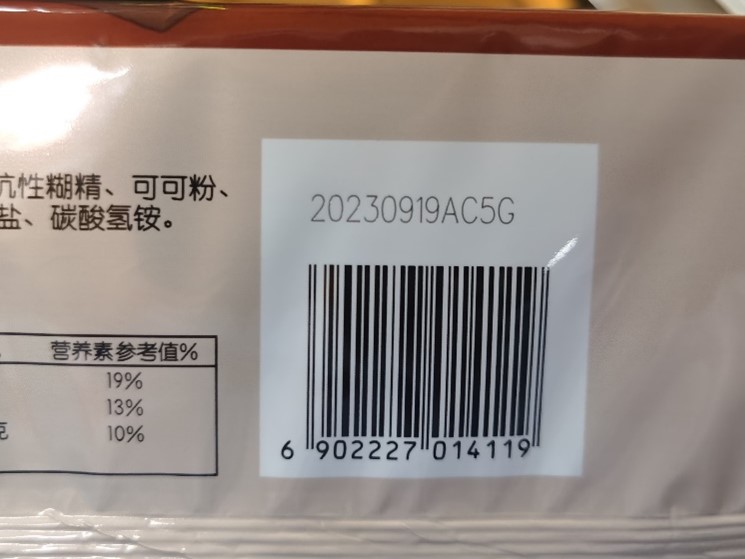 抗性糊精、可可粉、
盐、碳酸氢铵。
20230919AC5G
营养素参考值%
19%
13%
克 10%
6 902227 014119